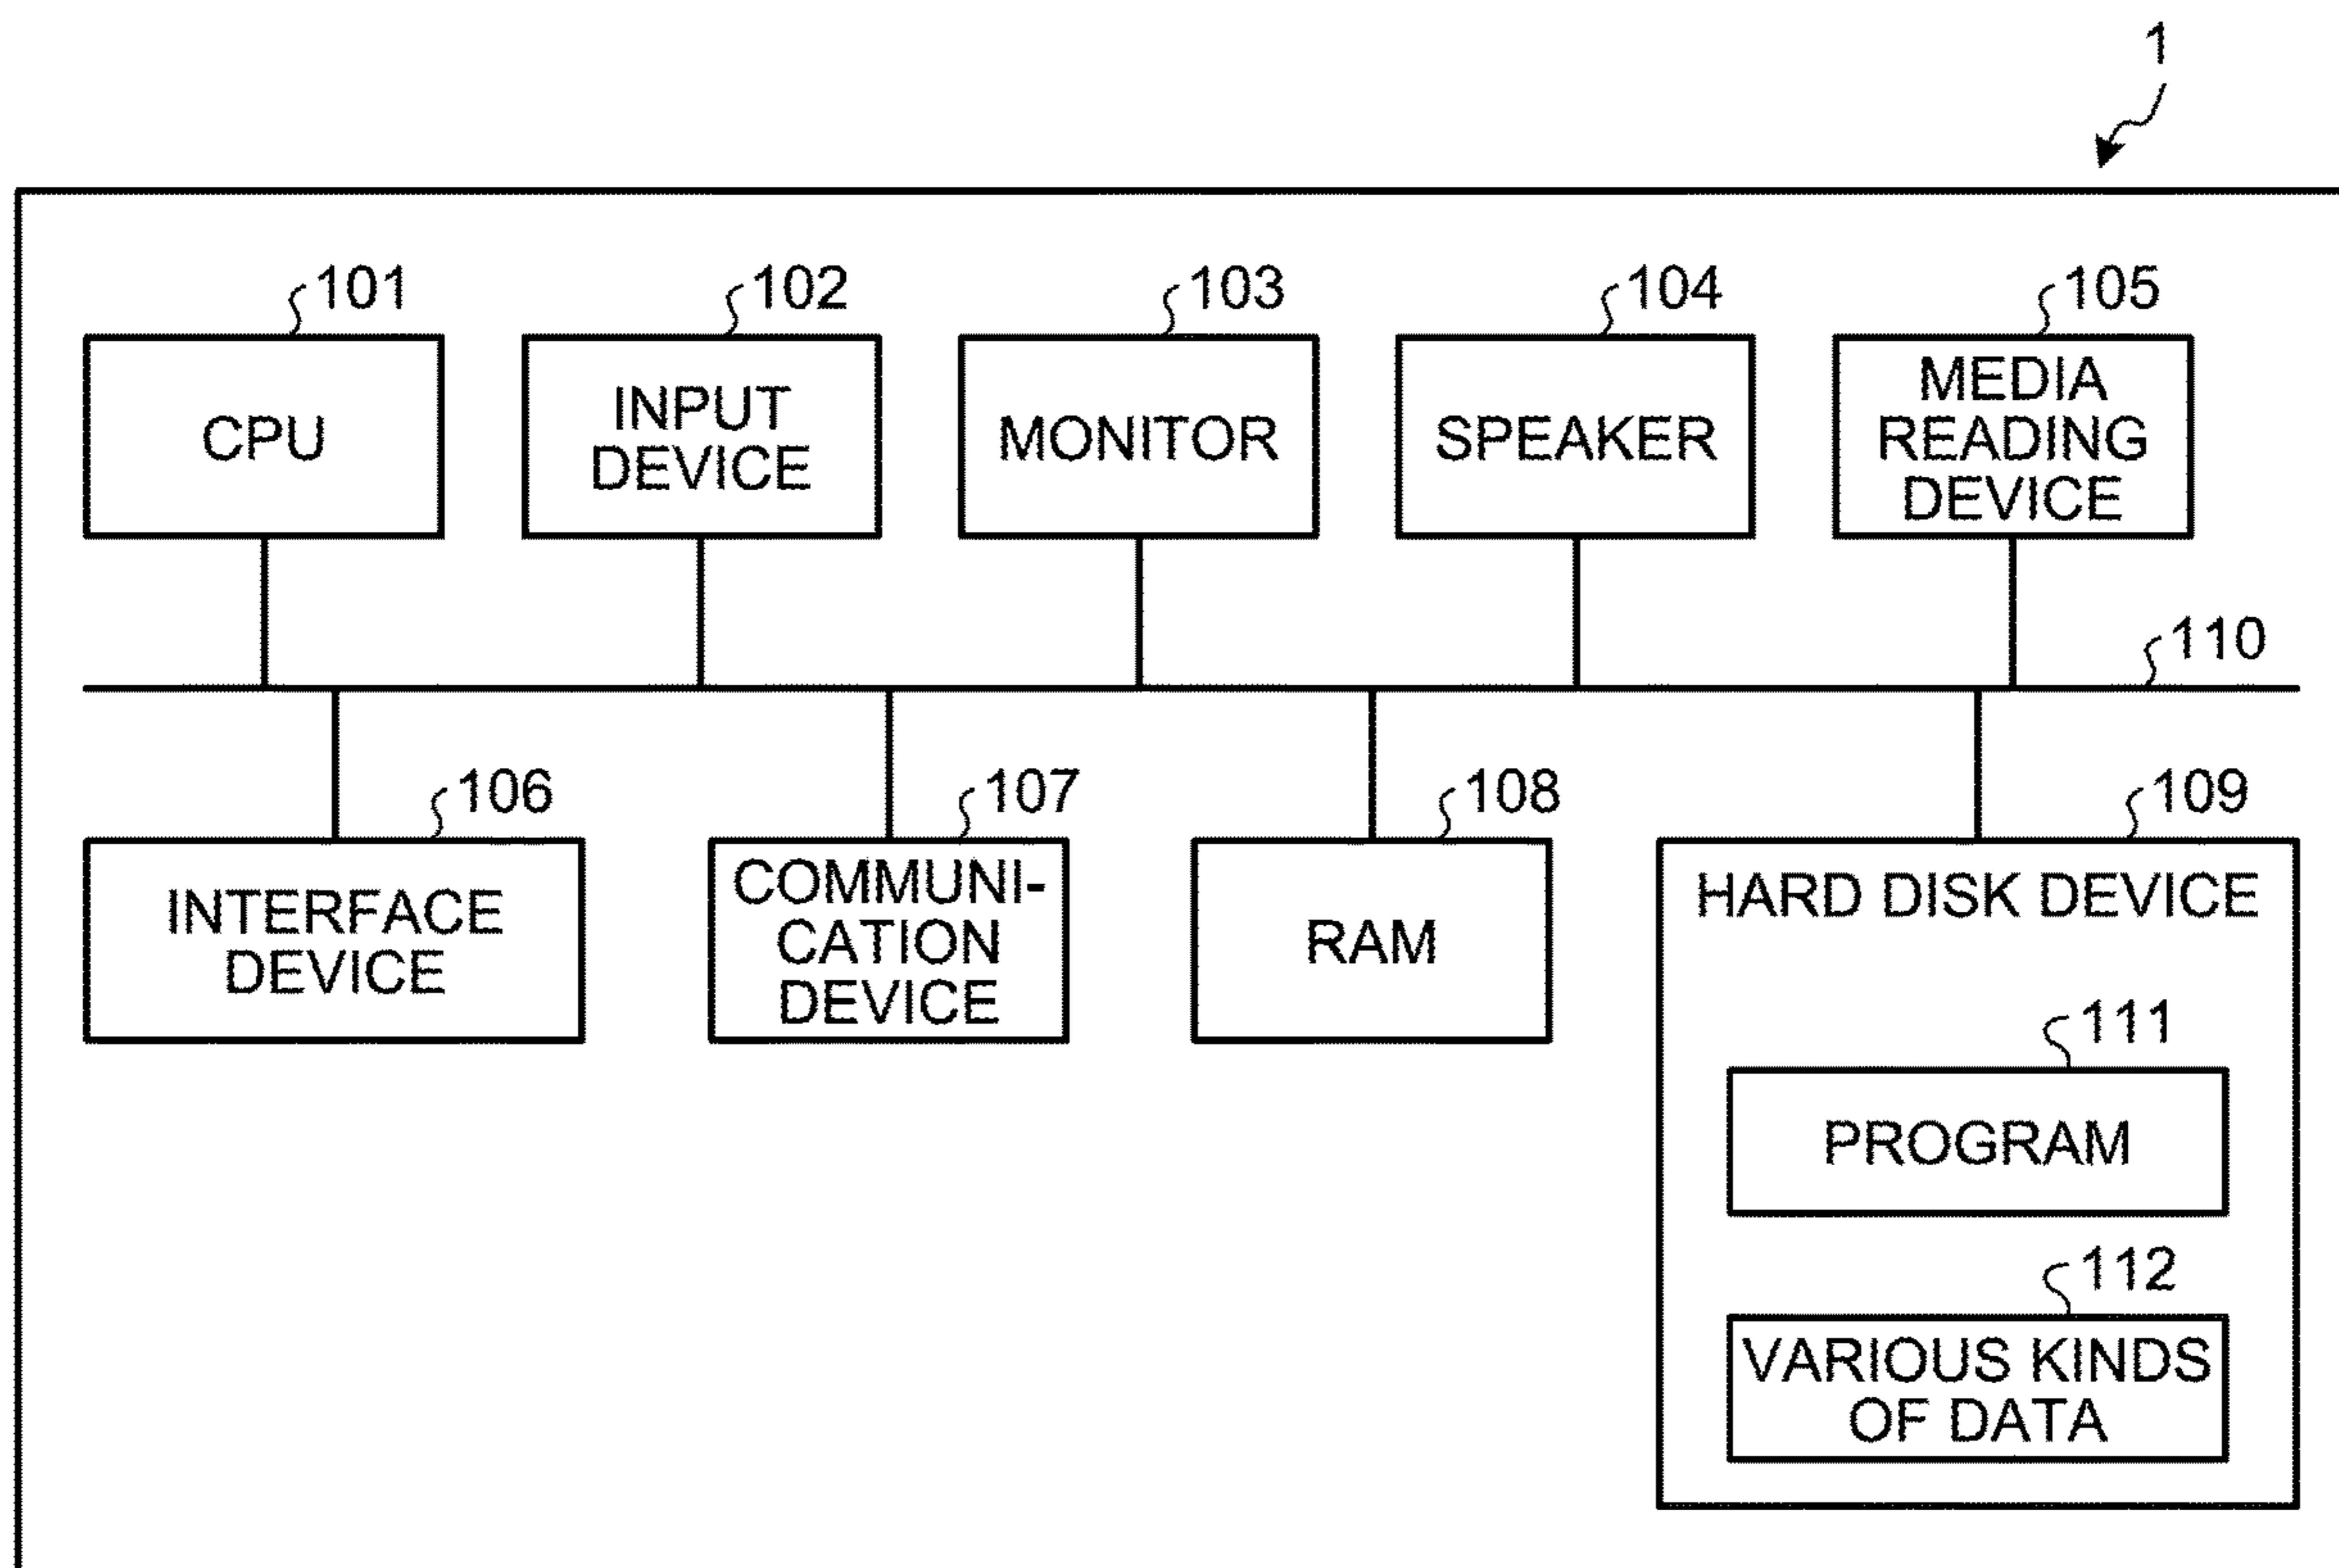 1
101
102
103
104
105
CPU
INPUT
DEVICE
MONITOR
SPEAKER
MEDIA
READING
DEVICE
110
106
107
108
109
INTERFACE
DEVICE
COMMUNI-
CATION
DEVICE
RAM
HARD DISK DEVICE
111
PROGRAM
112
VARIOUS KINDS
OF DATA